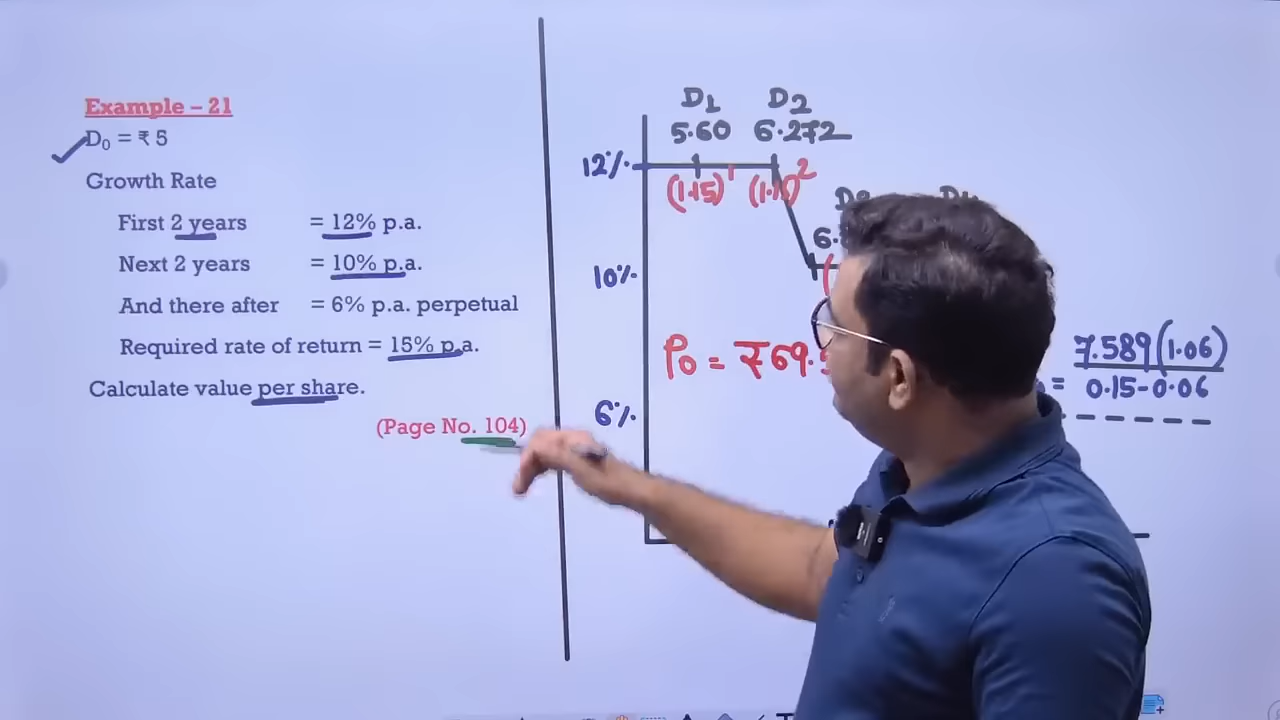 Example – 21
D₀ = ₹ 5
Growth Rate
First 2 years = 12% p.a.
Next 2 years = 10% p.a.
And there after = 6% p.a. perpetual
Required rate of return = 15% p.a.
Calculate value per share.
(Page No. 104)
D1 D2
5.60 6.272
12%
(1.15)¹ (1.15)²
6.
10%
P0 = ₹69.
7.589(1.06)
= 0.15-0.06
6%